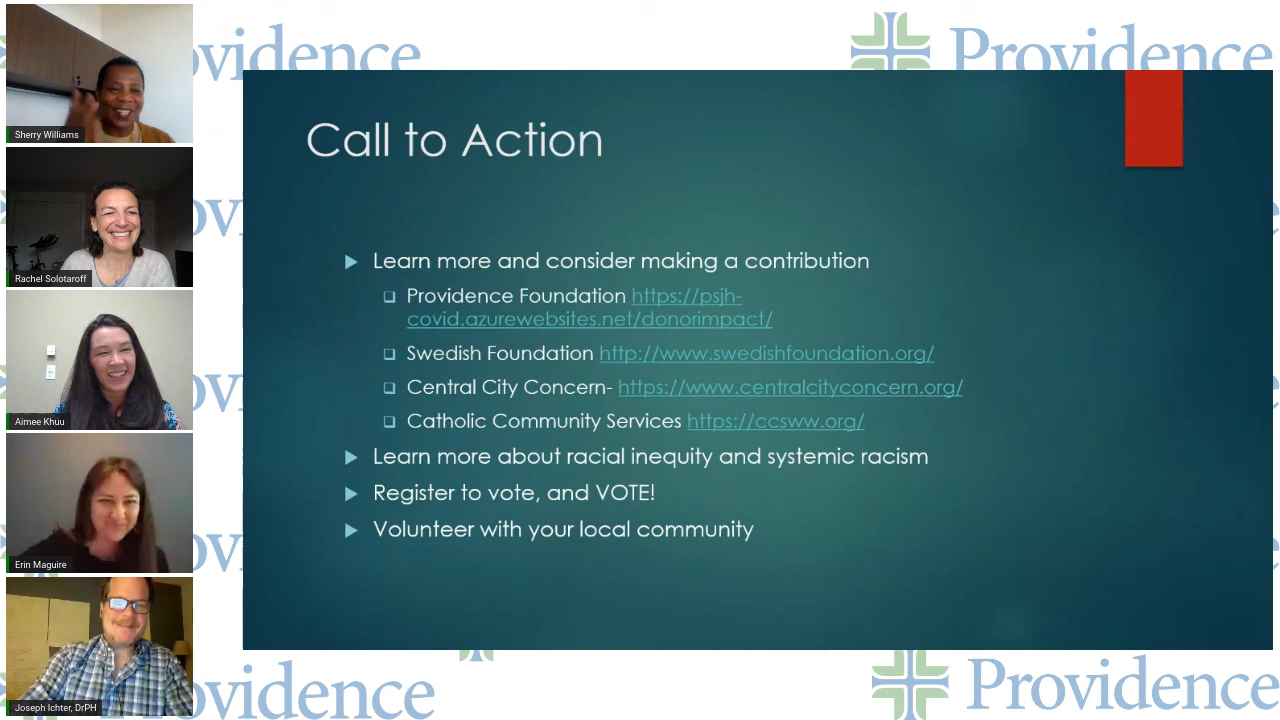 Providence
Providence
Sherry Williams
Rachel Solotaroff
Aimee Khuu
Erin Maguire
Joseph Ichter, DrPH
Call to Action
Learn more and consider making a contribution
Providence Foundation https://psjh-
covid.azurewebsites.net/donorimpact/
Swedish Foundation http://www.swedishfoundation.org/
Central City Concern- https://www.centralcityconcern.org/
Catholic Community Services https://ccsww.org/
Learn more about racial inequity and systemic racism
Register to vote, and VOTE!
Volunteer with your local community
Providence
Providence